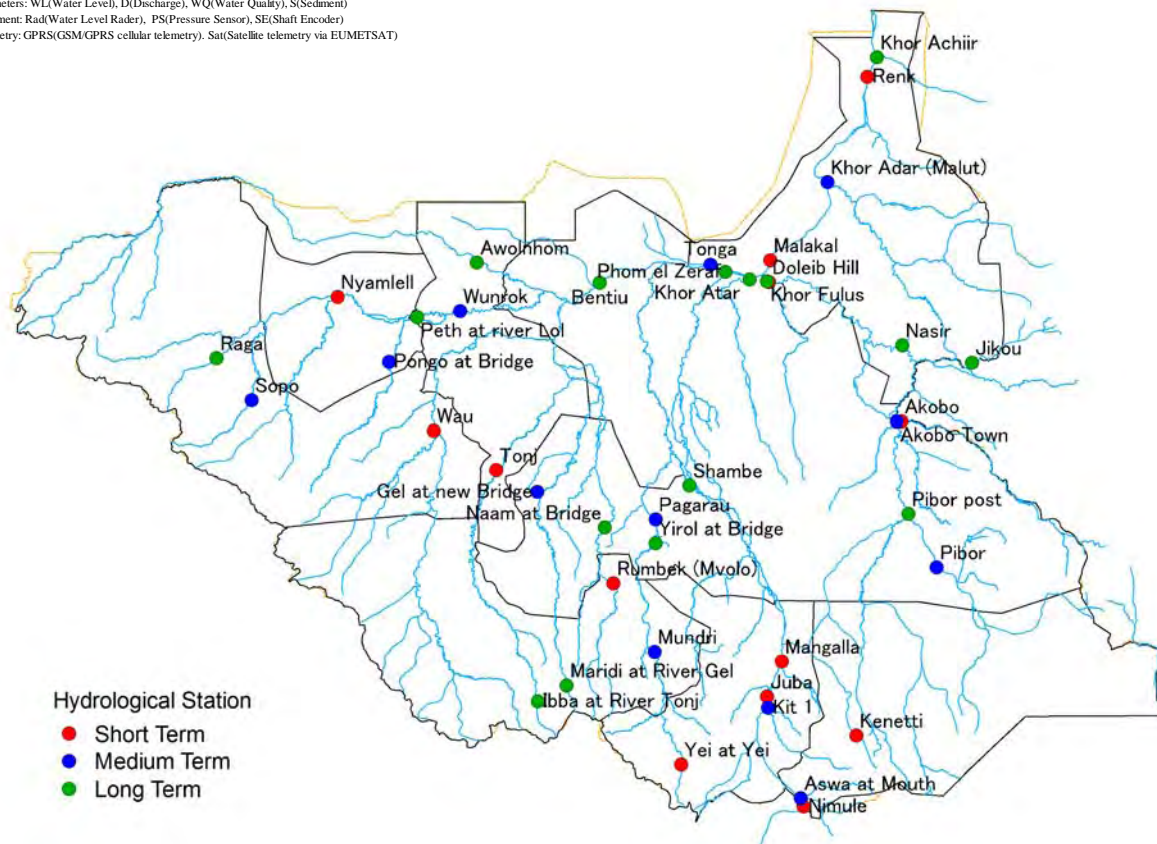 WL(Water Level), D(Discharge), WQ(Water Quality), S(Sediment)
Rad(Water Level Rader), PS(Pressure Sensor), SE(Shaft Encoder)
GPRS(GSM/GPRS cellular telemetry). Sat(Satellite telemetry via EUMETSAT)
Khor Achiir
Renk
Khor Adar (Malut)
Malakal
Tonga
Awolnhom
Phom el Zeraf
Doleib Hill
Nyamlell
Bentiu
Khor Atar
Khor Fulus
Wunrok
Peth at river Lol
Nasir
Raga
Jikou
Pongo at Bridge
Sopo
Akobo
Wau
Akobo Town
Tonj
Shambe
Gel at new Bridge
Pibor post
Pagarau
Naam at Bridge
Yirol at Bridge
Pibor
Rumbek (Mvolo)
Mundri
Mangalla
Maridi at River Gel
Juba
Ibba at River Tonj
Kit 1
Kenetti
Yei at Yei
Aswa at Mouth
Nimule
Hydrological Station
Short Term
Medium Term
Long Term